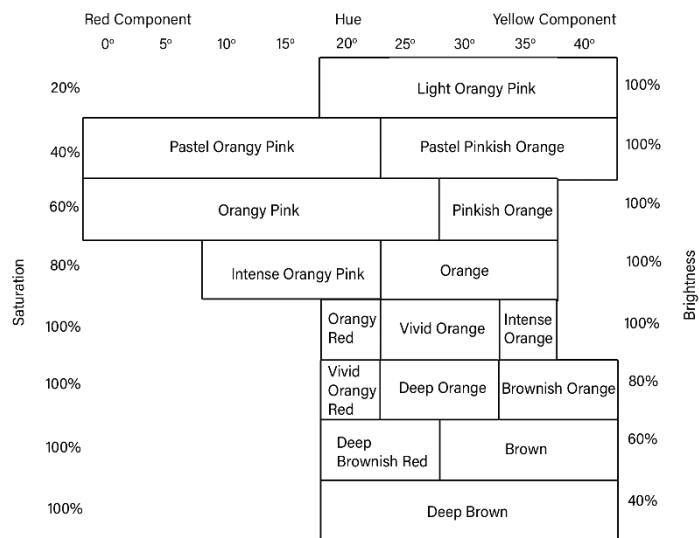 Red Component Hue Yellow Component
0° 5° 10° 15° 20° 25° 30° 35° 40°
20% Light Orangy Pink 100%
40% Pastel Orangy Pink Pastel Pinkish Orange 100%
60% Orangy Pink Pinkish Orange 100%
80% Intense Orangy Pink Orange 100%
Saturation
Brightness
100% Orangy Vivid Orange Intense 100%
Red Orange
100% Vivid Deep Orange Brownish Orange 80%
Orangy
Red
100% Deep Brown 60%
Brownish Red
100% Deep Brown 40%